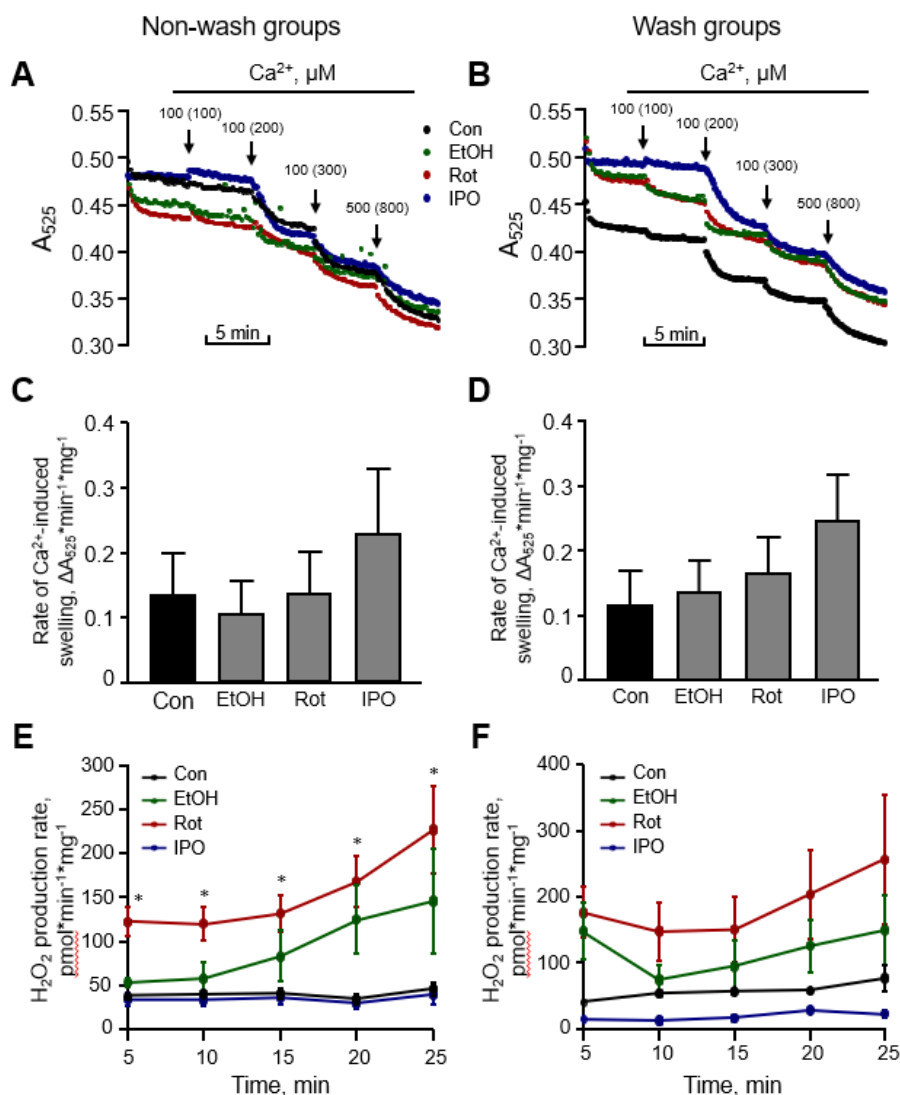 Non-wash groups
Wash groups
A
Ca²⁺, µM
100 (100)
100 (200)
100 (300)
500 (800)
0.55
0.50
0.45
0.40
0.35
0.30
A₅₂₅
5 min
Con
EtOH
Rot
IPO
B
Ca²⁺, µM
100 (100)
100 (200)
100 (300)
500 (800)
0.55
0.50
0.45
0.40
0.35
0.30
A₅₂₅
5 min
C
Rate of Ca²⁺-induced
swelling, ΔA₅₂₅*min⁻¹*mg⁻¹
0.4
0.3
0.2
0.1
0
Con
EtOH
Rot
IPO
D
Rate of Ca²⁺-induced
swelling, ΔA₅₂₅*min⁻¹*mg⁻¹
0.4
0.3
0.2
0.1
0
Con
EtOH
Rot
IPO
E
H₂O₂ production rate,
pmol*min⁻¹*mg⁻¹
300
250
200
150
100
50
0
Con
EtOH
Rot
IPO
*
*
*
*
*
5
10
15
20
25
Time, min
F
H₂O₂ production rate,
pmol*min⁻¹*mg⁻¹
400
300
200
100
0
Con
EtOH
Rot
IPO
5
10
15
20
25
Time, min